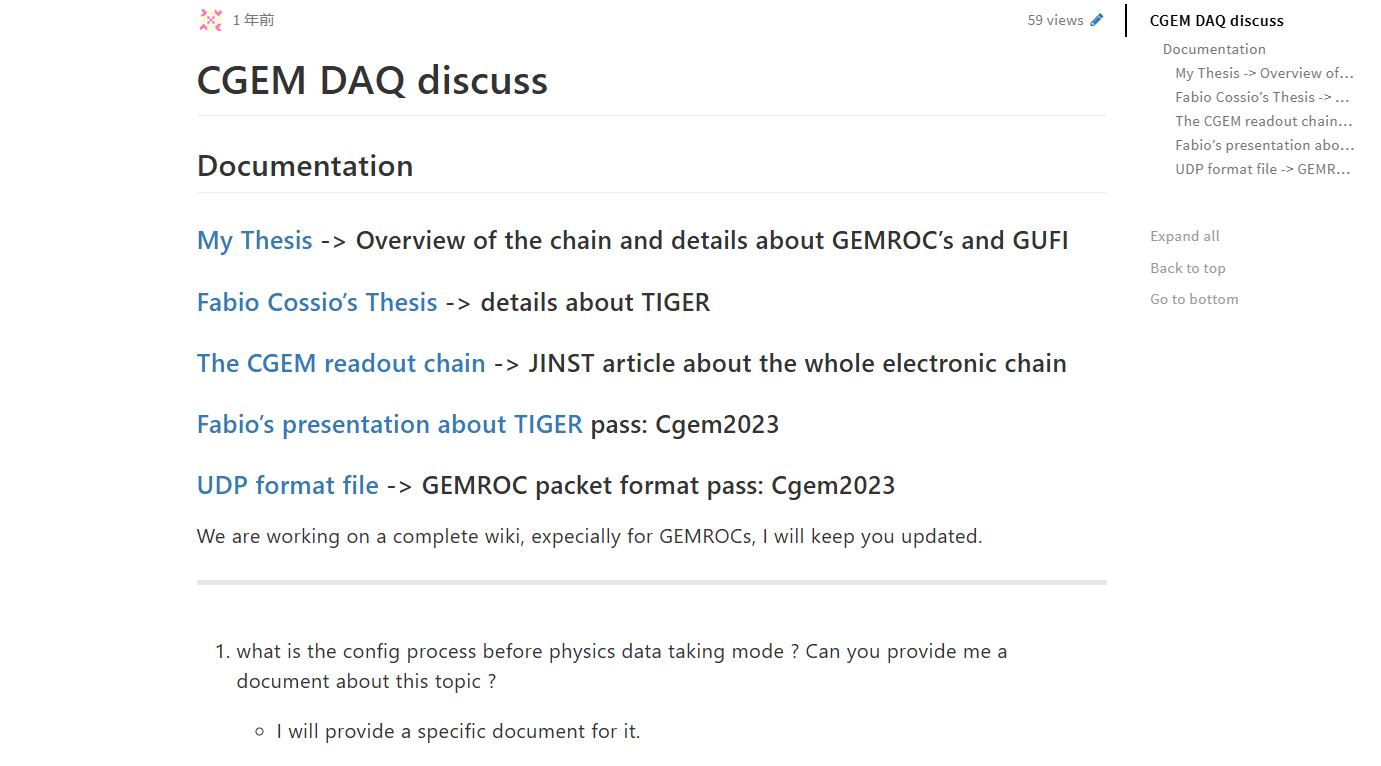 1 年前
59 views
CGEM DAQ discuss
Documentation
My Thesis -> Overview of the chain and details about GEMROC’s and GUFI
Fabio Cossio’s Thesis -> details about TIGER
The CGEM readout chain -> JINST article about the whole electronic chain
Fabio’s presentation about TIGER pass: Cgem2023
UDP format file -> GEMROC packet format pass: Cgem2023
We are working on a complete wiki, expecially for GEMROCs, I will keep you updated.
1. what is the config process before physics data taking mode ? Can you provide me a
document about this topic ?
◦ I will provide a specific document for it.
CGEM DAQ discuss
Documentation
My Thesis -> Overview of…
Fabio Cossio’s Thesis -> …
The CGEM readout chain…
Fabio’s presentation abo…
UDP format file -> GEMR…
Expand all
Back to top
Go to bottom